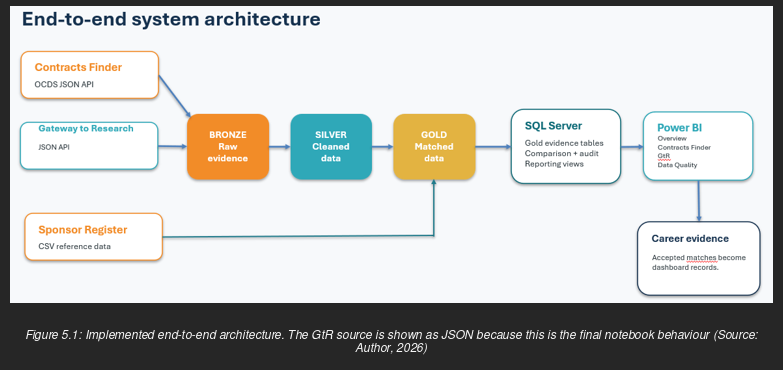 End-to-end system architecture
Contracts Finder
OCDS JSON API
Gateway to Research
JSON API
Sponsor Register
CSV reference data
BRONZE
Raw
evidence
SILVER
Cleaned
data
GOLD
Matched
data
SQL Server
Gold evidence tables
Comparison + audit
Reporting views
Power BI
Overview
Contracts Finder
GtR
Data Quality
Career evidence
Accepted matches become
dashboard records.
Figure 5.1: Implemented end-to-end architecture. The GtR source is shown as JSON because this is the final notebook behaviour (Source:
Author, 2026)